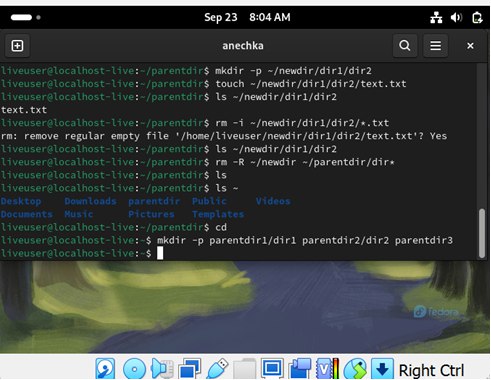 Sep 23 8:04 AM
anechka
liveuser@localhost-live:~/parentdir$ mkdir -p ~/newdir/dir1/dir2
liveuser@localhost-live:~/parentdir$ touch ~/newdir/dir1/dir2/text.txt
liveuser@localhost-live:~/parentdir$ ls ~/newdir/dir1/dir2
text.txt
liveuser@localhost-live:~/parentdir$ rm -i ~/newdir/dir1/dir2/*.txt
rm: remove regular empty file '/home/liveuser/newdir/dir1/dir2/text.txt'? Yes
liveuser@localhost-live:~/parentdir$ ls ~/newdir/dir1/dir2
liveuser@localhost-live:~/parentdir$ rm -R ~/newdir ~/parentdir/dir*
liveuser@localhost-live:~/parentdir$ ls
liveuser@localhost-live:~/parentdir$ ls ~
Desktop Downloads parentdir Public Videos
Documents Music Pictures Templates
liveuser@localhost-live:~/parentdir$ cd
liveuser@localhost-live:~$ mkdir -p parentdir1/dir1 parentdir2/dir2 parentdir3
liveuser@localhost-live:~$
fedora
Right Ctrl